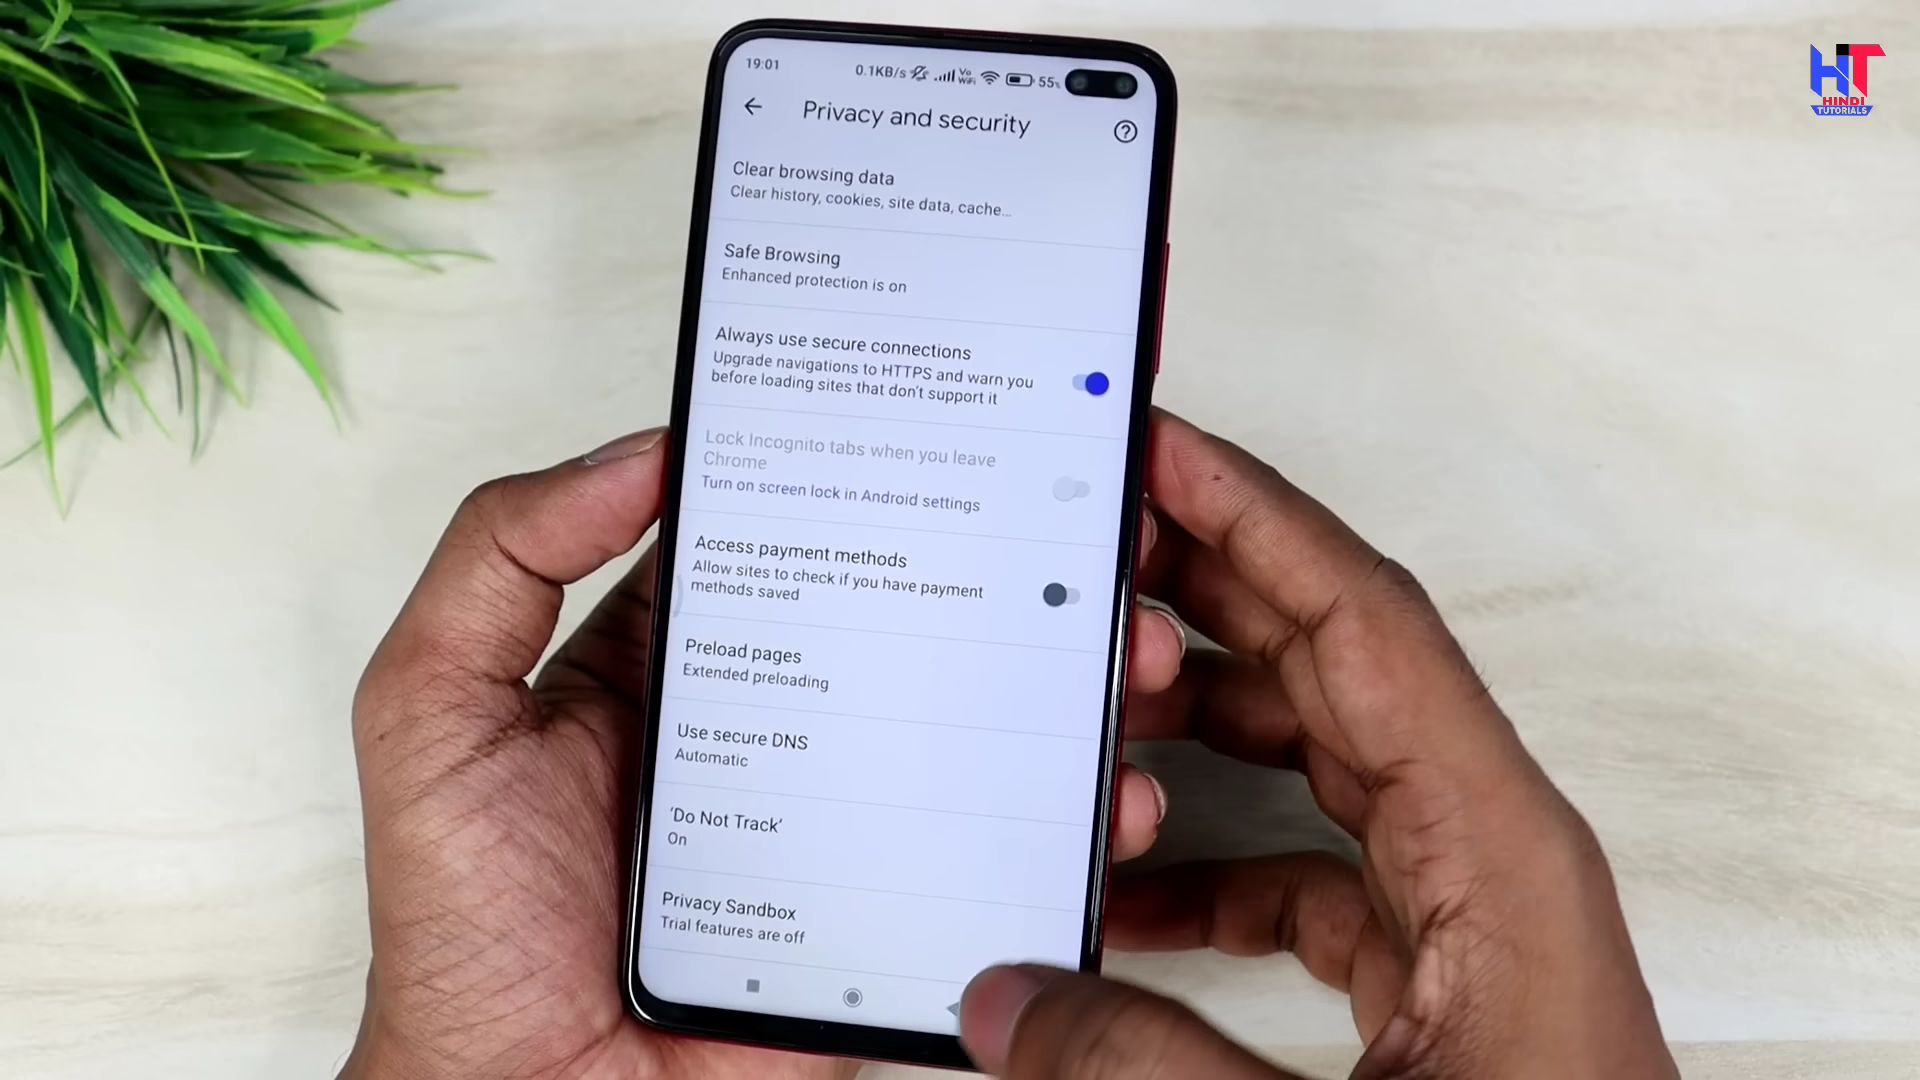 19:01 0.1KB/s Vo WiFi 55%
Privacy and security
Clear browsing data
Clear history, cookies, site data, cache...
Safe Browsing
Enhanced protection is on
Always use secure connections
Upgrade navigations to HTTPS and warn you
before loading sites that don't support it
Lock Incognito tabs when you leave
Chrome
Turn on screen lock in Android settings
Access payment methods
Allow sites to check if you have payment
methods saved
Preload pages
Extended preloading
Use secure DNS
Automatic
'Do Not Track'
On
Privacy Sandbox
Trial features are off
HT
HINDI
TUTORIALS